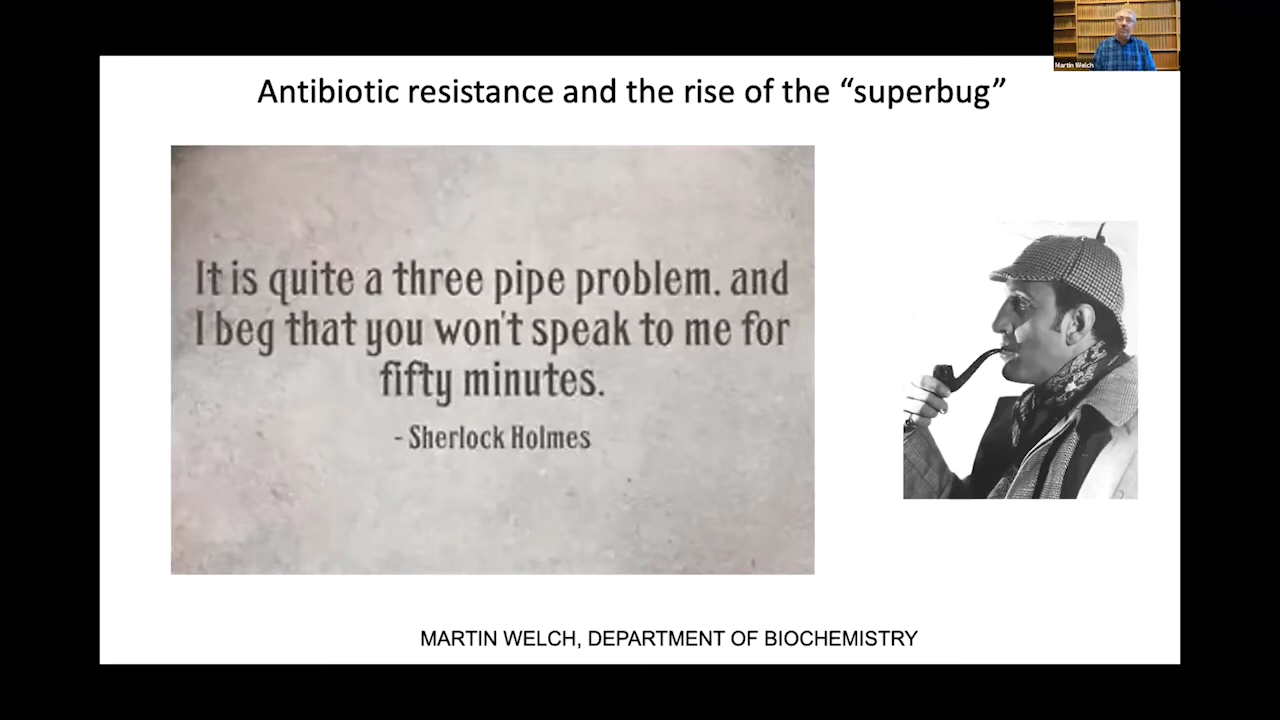 Martin Welch
Antibiotic resistance and the rise of the “superbug”
It is quite a three pipe problem, and
I beg that you won't speak to me for
fifty minutes.
- Sherlock Holmes
MARTIN WELCH, DEPARTMENT OF BIOCHEMISTRY